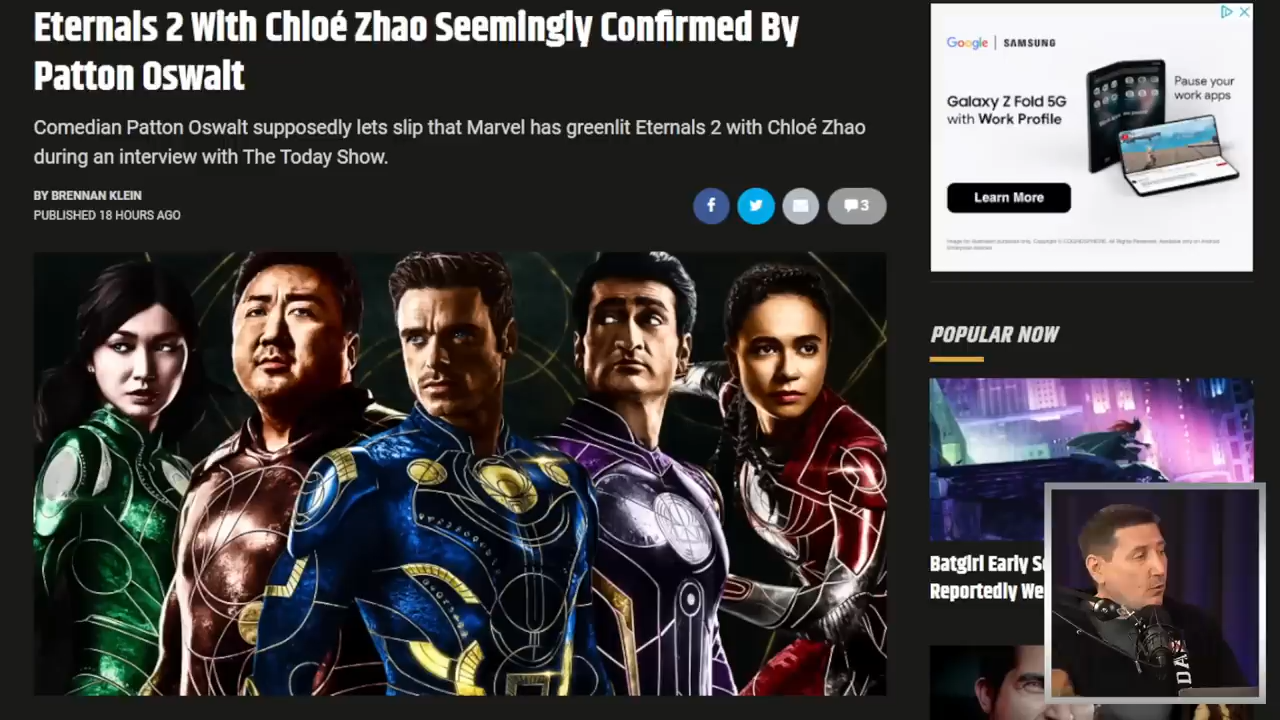 Eternals 2 With Chloé Zhao Seemingly Confirmed By
Patton Oswalt
Comedian Patton Oswalt supposedly lets slip that Marvel has greenlit Eternals 2 with Chloé Zhao
during an interview with The Today Show.
BY BRENNAN KLEIN
PUBLISHED 18 HOURS AGO
3
Google | SAMSUNG
Galaxy Z Fold 5G
with Work Profile
Pause your
work apps
Learn More
POPULAR NOW
Batgirl Early
Reportedly We
DA